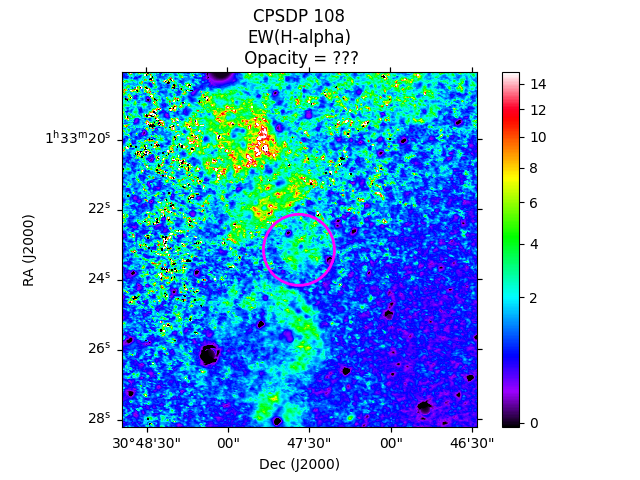 CPSDP 108
EW(H-alpha)
Opacity = ???
14
12
10
8
6
4
2
0
1ʰ33ᵐ20ˢ
22ˢ
24ˢ
26ˢ
28ˢ
RA (J2000)
30°48'30" 00" 47'30" 00" 46'30"
Dec (J2000)